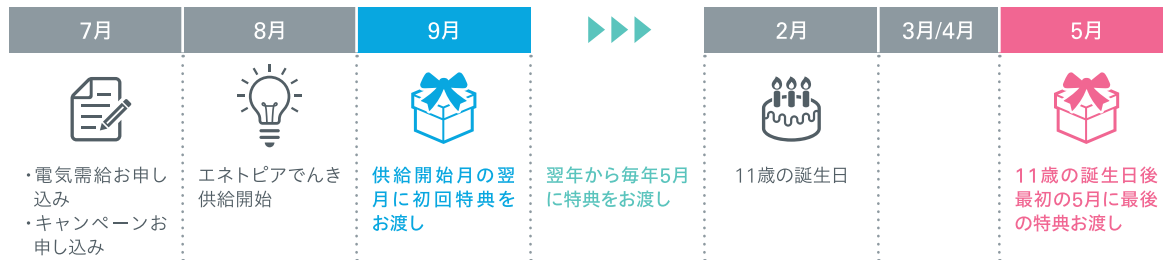 7月
8月
9月
2月
3月/4月
5月
・電気需給お申し
込み
・キャンペーンお
申し込み
エネトピアでんき
供給開始
供給開始月の翌
月に初回特典を
お渡し
翌年から毎年5月
に特典をお渡し
11歳の誕生日
11歳の誕生日後
最初の5月に最後
の特典お渡し